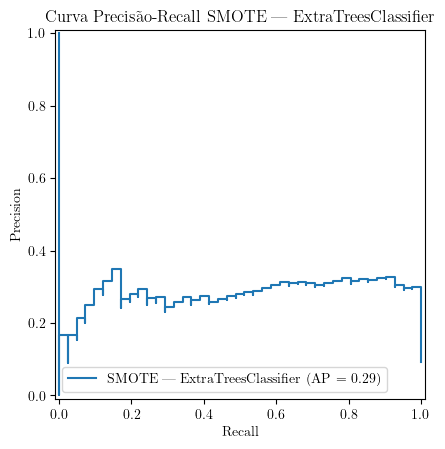 Curva Precisão-Recall SMOTE — ExtraTreesClassifier
1.0
0.8
0.6
0.4
0.2
0.0
Precision
SMOTE — ExtraTreesClassifier (AP = 0.29)
0.0 0.2 0.4 0.6 0.8 1.0
Recall